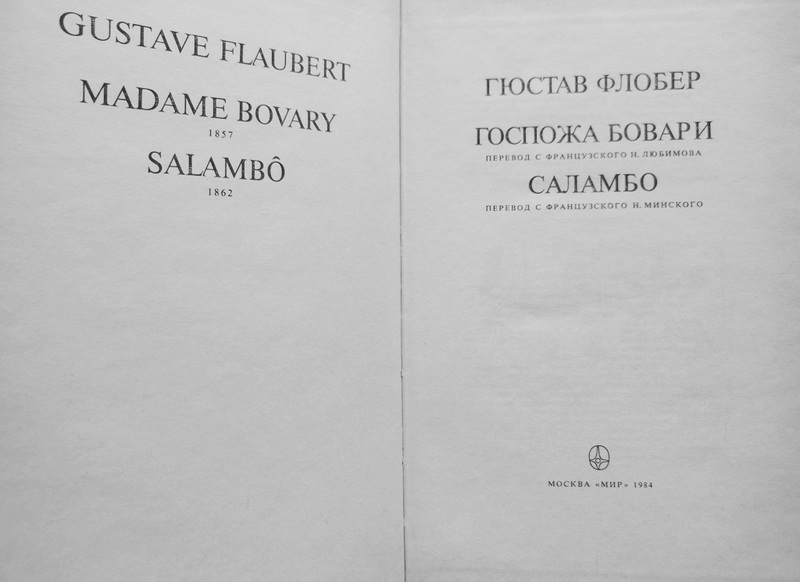 GUSTAVE FLAUBERT
MADAME BOVARY
1857
SALAMBÔ
1862
ГЮСТАВ ФЛОБЕР
ГОСПОЖА БОВАРИ
ПЕРЕВОД С ФРАНЦУЗСКОГО Н. ЛЮБИМОВА
САЛАМБО
ПЕРЕВОД С ФРАНЦУЗСКОГО Н. МИНСКОГО
МОСКВА «МИР» 1984